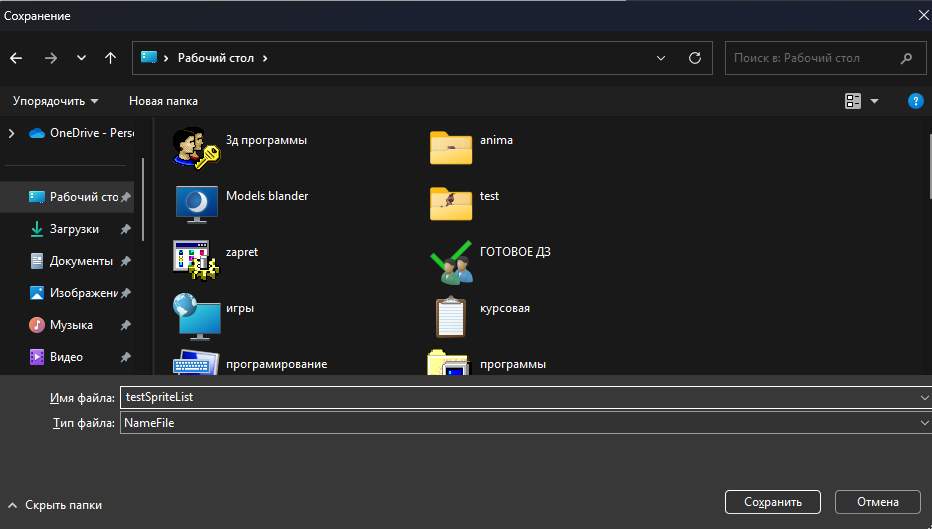 Сохранение
Рабочий стол
Поиск в: Рабочий стол
Упорядочить
Новая папка
?
OneDrive - Perso
3д программы
anima
Рабочий сто
Models blander
test
Загрузки
zapret
ГОТОВОЕ ДЗ
Документы
Изображени
игры
курсовая
Музыка
Видео
програмирование
программы
Имя файла: testSpriteList
Тип файла: NameFile
Скрыть папки
Сохранить
Отмена